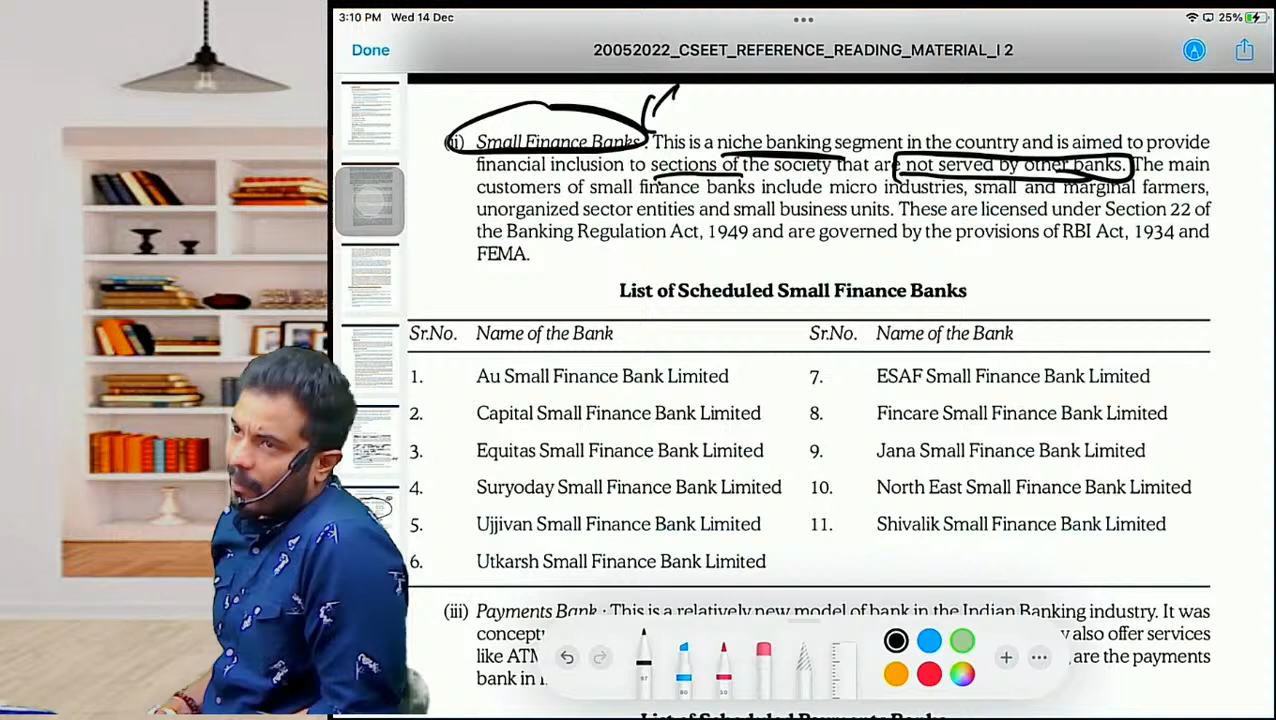 3:10 PM Wed 14 Dec
25%
Done
20052022_CSEET_REFERENCE_READING_MATERIAL_I 2
(ii) Small Finance Banks : This is a niche banking segment in the country and is aimed to provide
financial inclusion to sections of the society that are not served by other banks. The main
customers of small finance banks include micro industries, small and marginal farmers,
unorganized sector entities and small business units. These are licensed under Section 22 of
the Banking Regulation Act, 1949 and are governed by the provisions of RBI Act, 1934 and
FEMA.
List of Scheduled Small Finance Banks
Sr.No. Name of the Bank Sr.No. Name of the Bank
1. Au Small Finance Bank Limited 7. ESAF Small Finance Bank Limited
2. Capital Small Finance Bank Limited 8. Fincare Small Finance Bank Limited
3. Equitas Small Finance Bank Limited 9. Jana Small Finance Bank Limited
4. Suryoday Small Finance Bank Limited 10. North East Small Finance Bank Limited
5. Ujjivan Small Finance Bank Limited 11. Shivalik Small Finance Bank Limited
6. Utkarsh Small Finance Bank Limited
(iii) Payments Bank : This is a relatively new model of bank in the Indian Banking industry. It was
also offer services
like are the payments
bank in
List of Scheduled Payments Banks